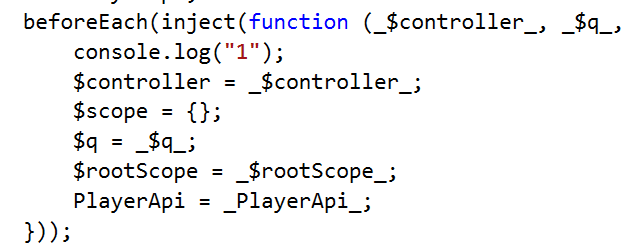 beforeEach(inject(function (_$controller_, _$q_,
console.log("1");
$controller = _$controller_;
$scope = {};
$q = _$q_;
$rootScope = _$rootScope_;
PlayerApi = _PlayerApi_;
}));